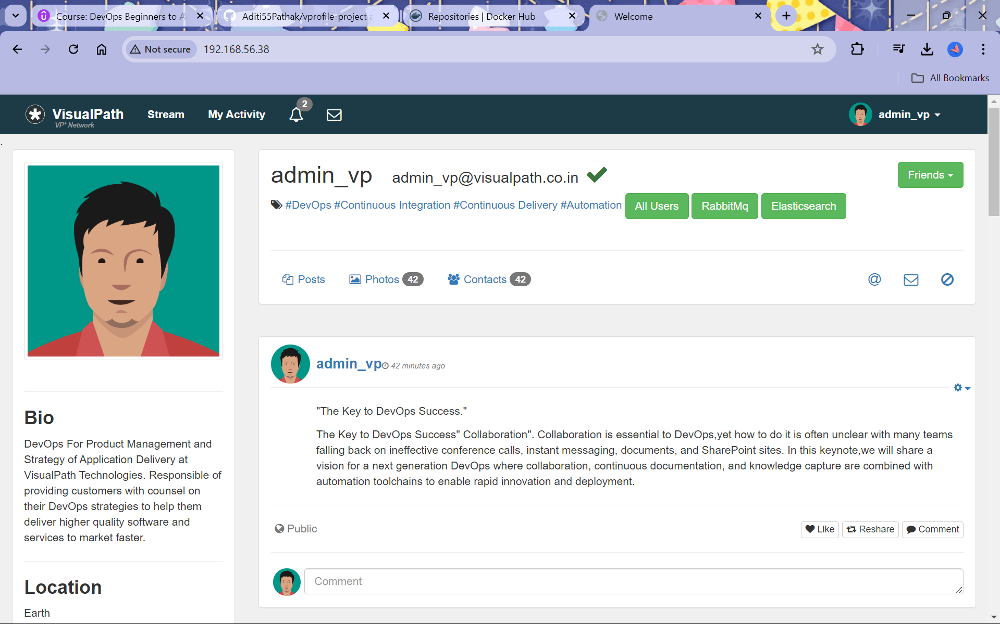 Course: DevOps Beginners to A
Aditi55Pathak/vprofile-project a
Repositories | Docker Hub
Welcome
Not secure
192.168.56.38
All Bookmarks
VisualPath
VP* Network
Stream
My Activity
2
admin_vp
.
admin_vp
admin_vp@visualpath.co.in
Friends
#DevOps #Continuous Integration #Continuous Delivery #Automation
All Users
RabbitMq
Elasticsearch
Posts
Photos 42
Contacts 42
@
admin_vp
42 minutes ago
"The Key to DevOps Success."
The Key to DevOps Success" Collaboration". Collaboration is essential to DevOps,yet how to do it is often unclear with many teams
falling back on ineffective conference calls, instant messaging, documents, and SharePoint sites. In this keynote,we will share a
vision for a next generation DevOps where collaboration, continuous documentation, and knowledge capture are combined with
automation toolchains to enable rapid innovation and deployment.
Public
Like
Reshare
Comment
Comment
Bio
DevOps For Product Management and
Strategy of Application Delivery at
VisualPath Technologies. Responsible of
providing customers with counsel on
their DevOps strategies to help them
deliver higher quality software and
services to market faster.
Location
Earth